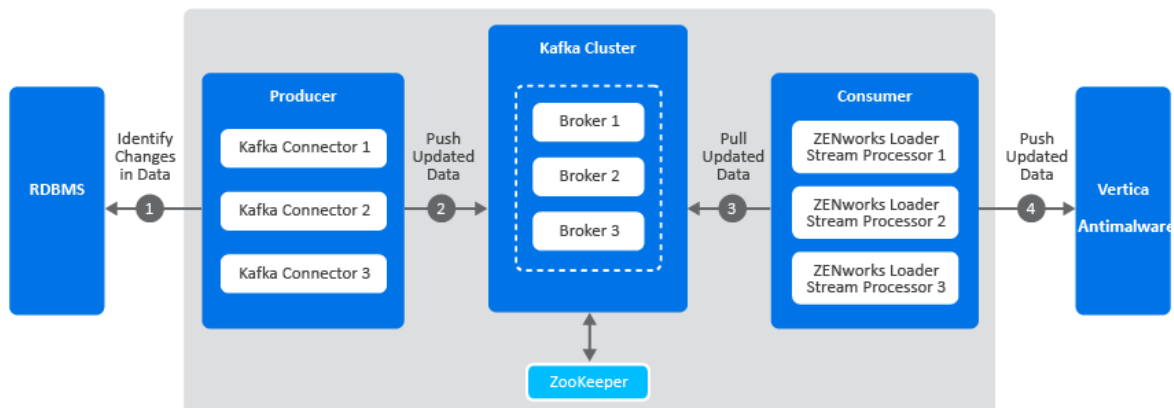 RDBMS
Identify
Changes
in Data
1
Producer
Kafka Connector 1
Kafka Connector 2
Kafka Connector 3
Push
Updated
Data
2
Kafka Cluster
Broker 1
Broker 2
Broker 3
ZooKeeper
Pull
Updated
Data
3
Consumer
ZENworks Loader
Stream Processor 1
ZENworks Loader
Stream Processor 2
ZENworks Loader
Stream Processor 3
Push
Updated
Data
4
Vertica
Antimalware